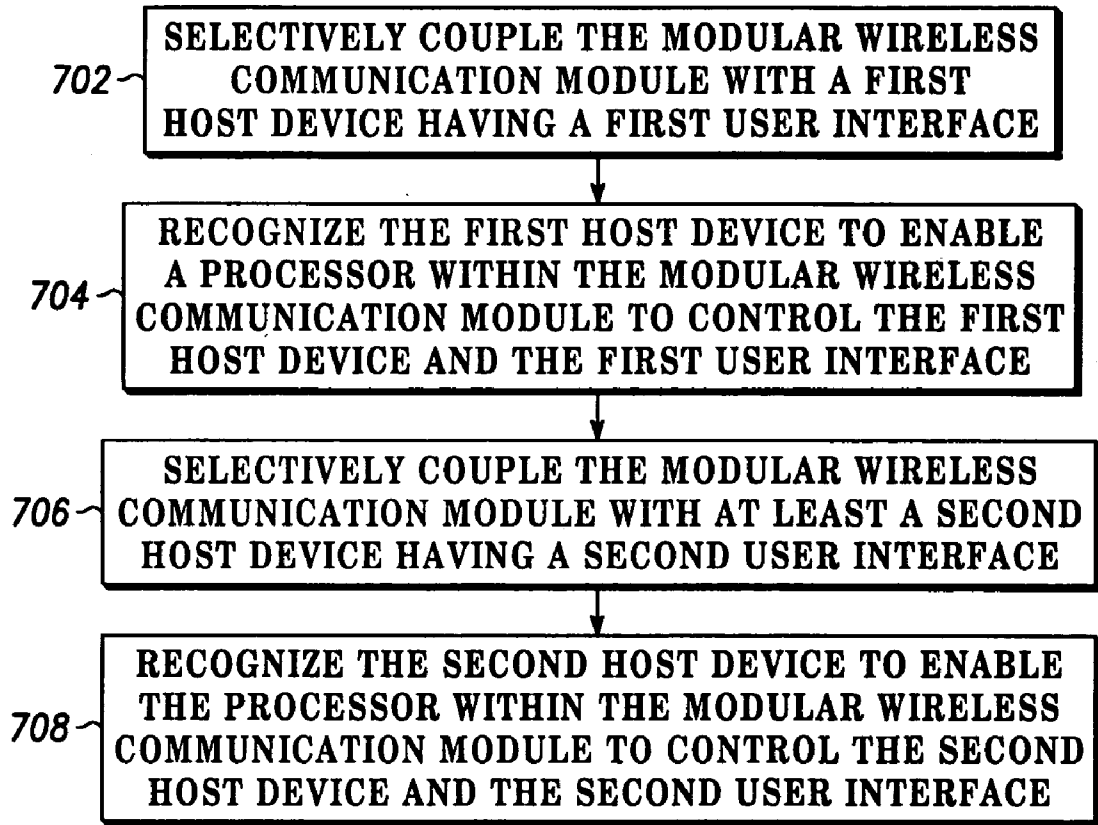 SELECTIVELY COUPLE THE MODULAR WIRELESS
702 COMMUNICATION MODULE WITH A FIRST
HOST DEVICE HAVING A FIRST USER INTERFACE
RECOGNIZE THE FIRST HOST DEVICE TO ENABLE
A PROCESSOR WITHIN THE MODULAR WIRELESS
704 COMMUNICATION MODULE TO CONTROL THE FIRST
HOST DEVICE AND THE FIRST USER INTERFACE
SELECTIVELY COUPLE THE MODULAR WIRELESS
706 COMMUNICATION MODULE WITH AT LEAST A SECOND
HOST DEVICE HAVING A SECOND USER INTERFACE
RECOGNIZE THE SECOND HOST DEVICE TO ENABLE
THE PROCESSOR WITHIN THE MODULAR WIRELESS
708 COMMUNICATION MODULE TO CONTROL THE SECOND
HOST DEVICE AND THE SECOND USER INTERFACE